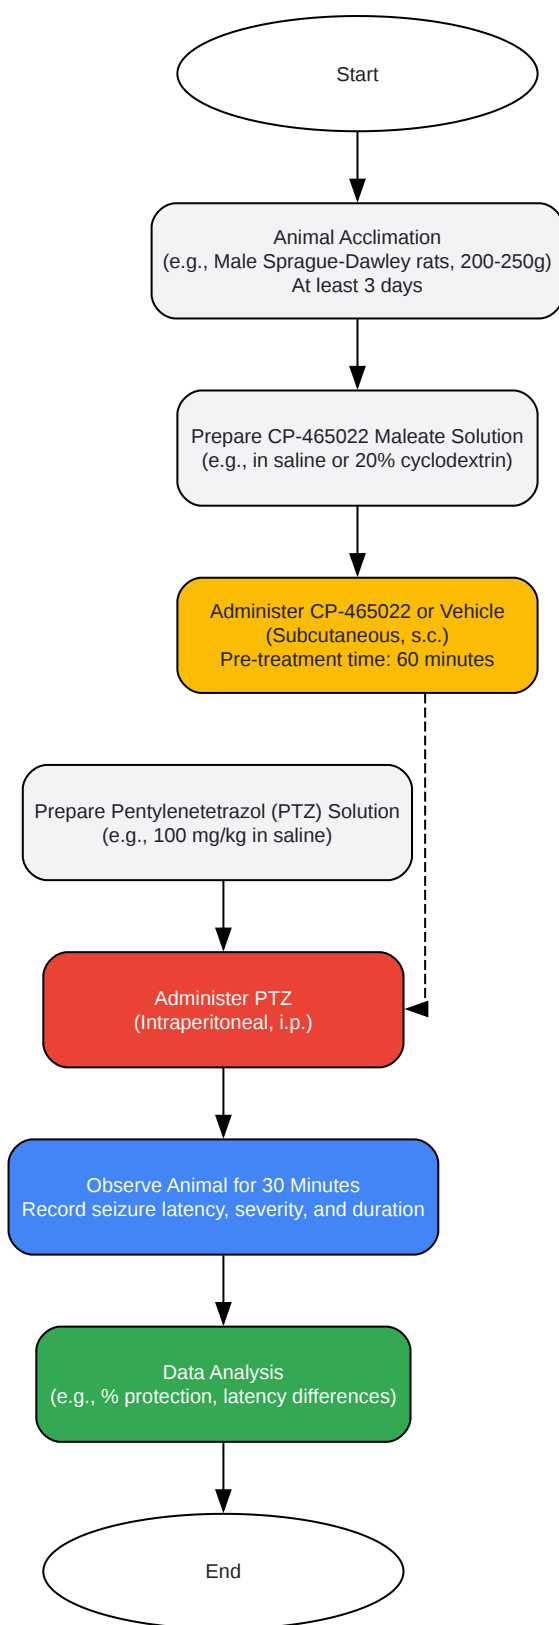 Start
Animal Acclimation
(e.g., Male Sprague-Dawley rats, 200-250g)
At least 3 days
Prepare CP-465022 Maleate Solution
(e.g., in saline or 20% cyclodextrin)
Administer CP-465022 or Vehicle
(Subcutaneous, s.c.)
Pre-treatment time: 60 minutes
Prepare Pentylenetetrazol (PTZ) Solution
(e.g., 100 mg/kg in saline)
Administer PTZ
(Intraperitoneal, i.p.)
Observe Animal for 30 Minutes
Record seizure latency, severity, and duration
Data Analysis
(e.g., % protection, latency differences)
End